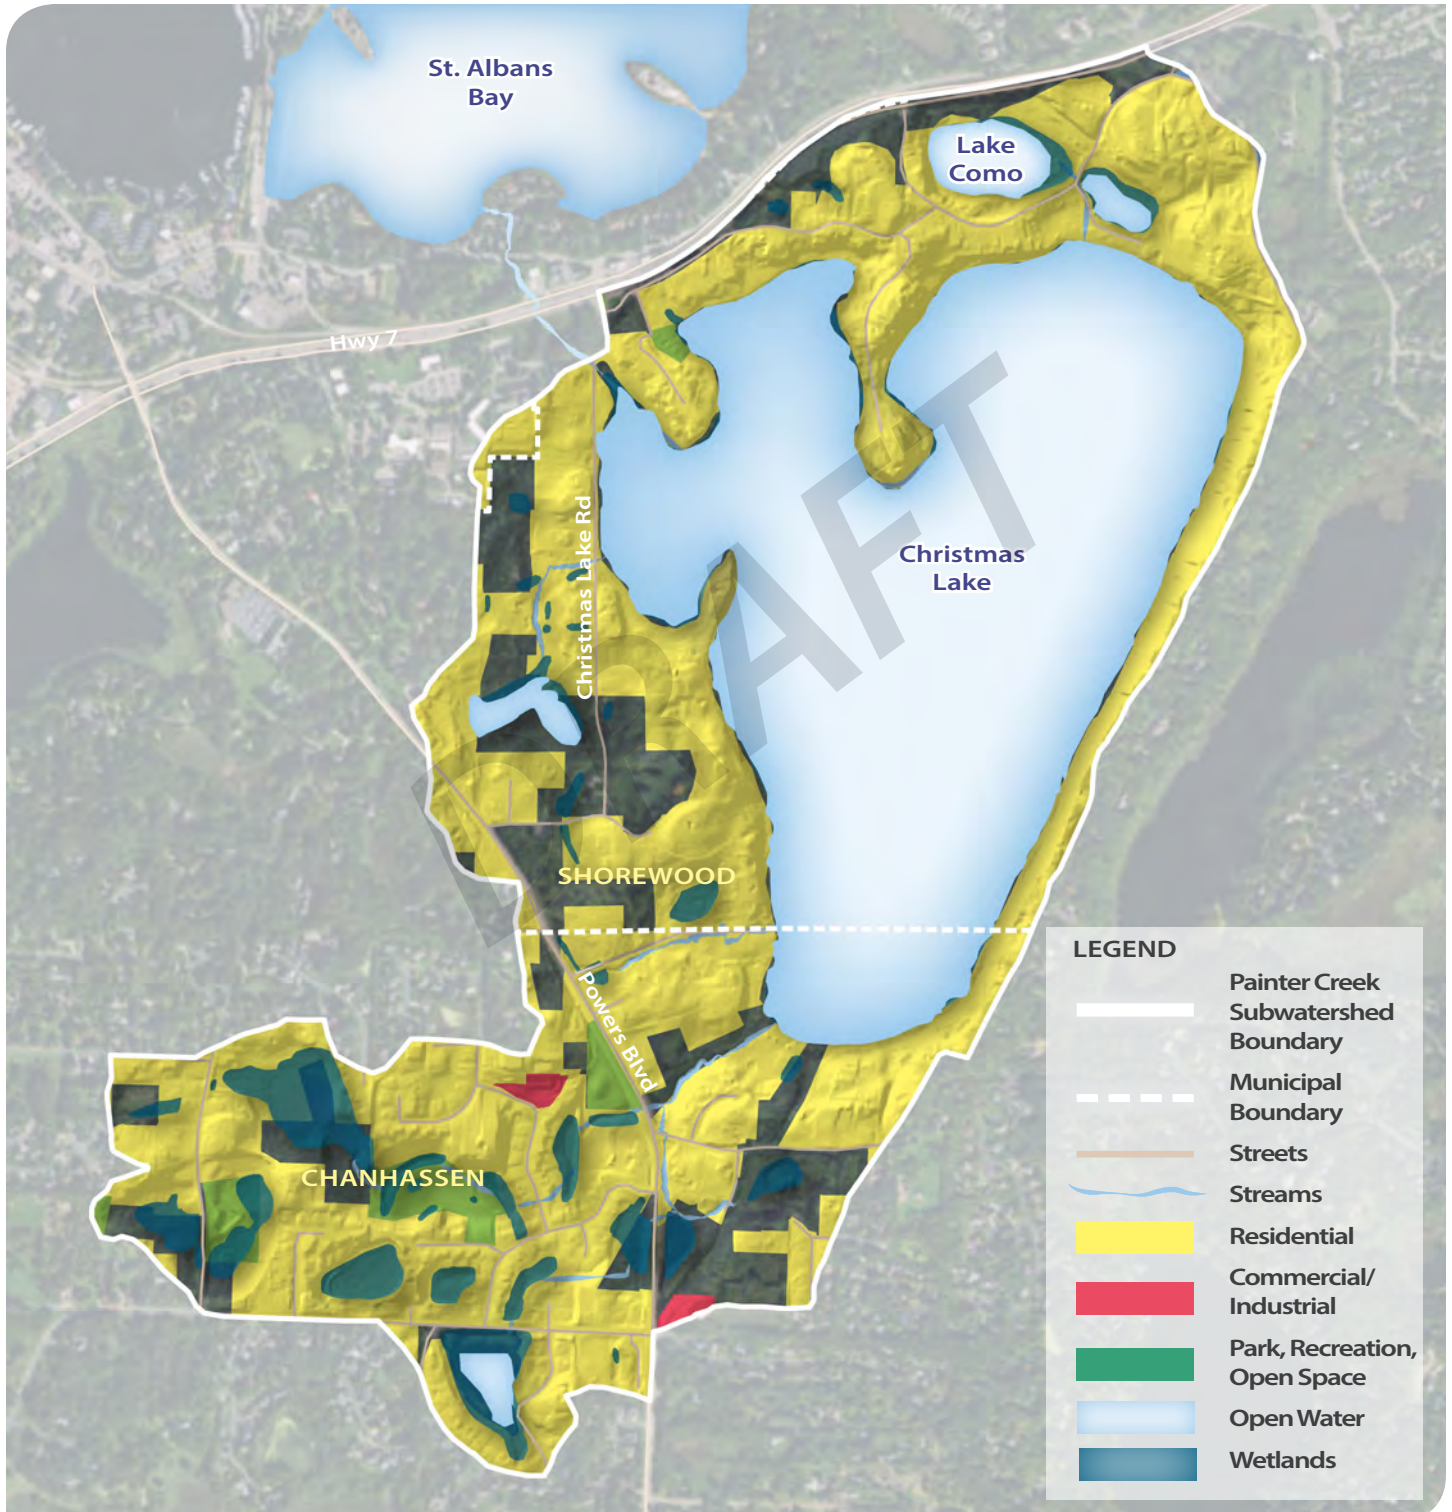 St. Albans
Bay
Lake
Como
Hwy 7
Christmas Lake Rd
Christmas
Lake
DRAFT
SHOREWOOD
Powers Blvd
CHANHASSEN
LEGEND
Painter Creek
Subwatershed
Boundary
Municipal
Boundary
Streets
Streams
Residential
Commercial/
Industrial
Park, Recreation,
Open Space
Open Water
Wetlands